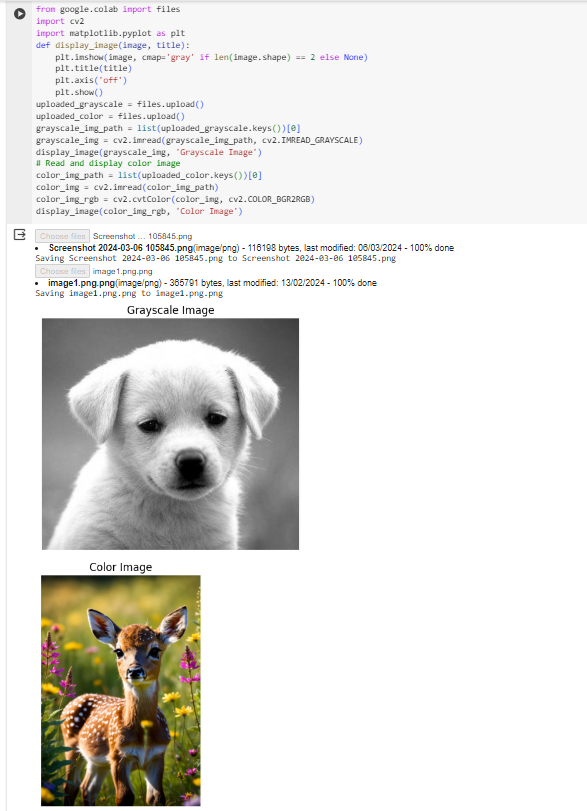 from google.colab import files
import cv2
import matplotlib.pyplot as plt
def display_image(image, title):
    plt.imshow(image, cmap='gray' if len(image.shape) == 2 else None)
    plt.title(title)
    plt.axis('off')
    plt.show()
uploaded_grayscale = files.upload()
uploaded_color = files.upload()
grayscale_img_path = list(uploaded_grayscale.keys())[0]
grayscale_img = cv2.imread(grayscale_img_path, cv2.IMREAD_GRAYSCALE)
display_image(grayscale_img, 'Grayscale Image')
# Read and display color image
color_img_path = list(uploaded_color.keys())[0]
color_img = cv2.imread(color_img_path)
color_img_rgb = cv2.cvtColor(color_img, cv2.COLOR_BGR2RGB)
display_image(color_img_rgb, 'Color Image')
Choose files Screenshot ... 105845.png
• Screenshot 2024-03-06 105845.png(image/png) - 116198 bytes, last modified: 06/03/2024 - 100% done
Saving Screenshot 2024-03-06 105845.png to Screenshot 2024-03-06 105845.png
Choose files image1.png.png
• image1.png.png(image/png) - 365791 bytes, last modified: 13/02/2024 - 100% done
Saving image1.png.png to image1.png.png
Grayscale Image
Color Image